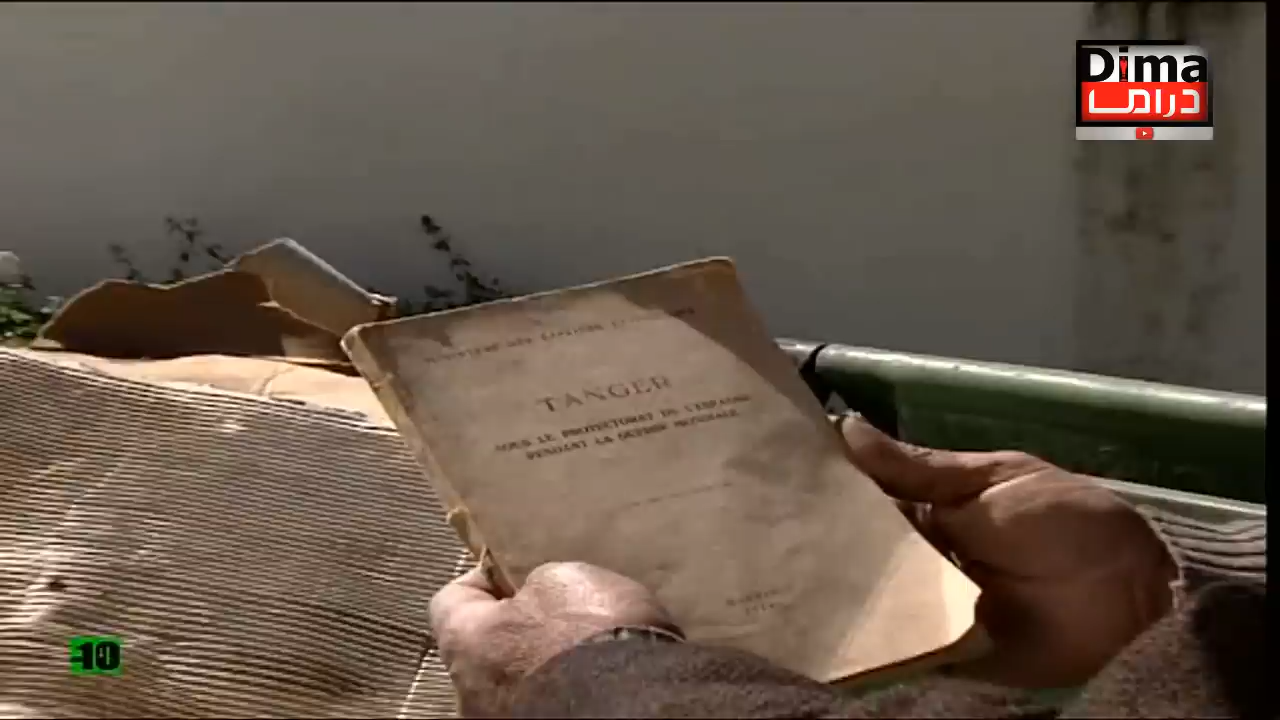 Dima
دراما
TANGER
SOUS LE PROTECTORAT DE L'ESPAGNE
PENDANT LA GUERRE MONDIALE
-10